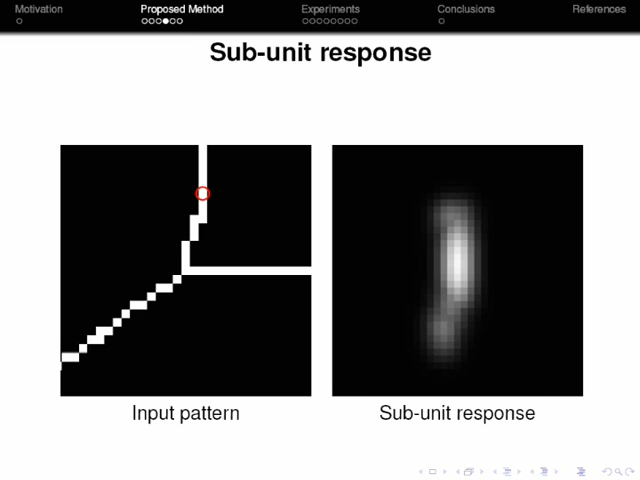 Motivation Proposed Method Experiments Conclusions References
Sub-unit response
Input pattern Sub-unit response